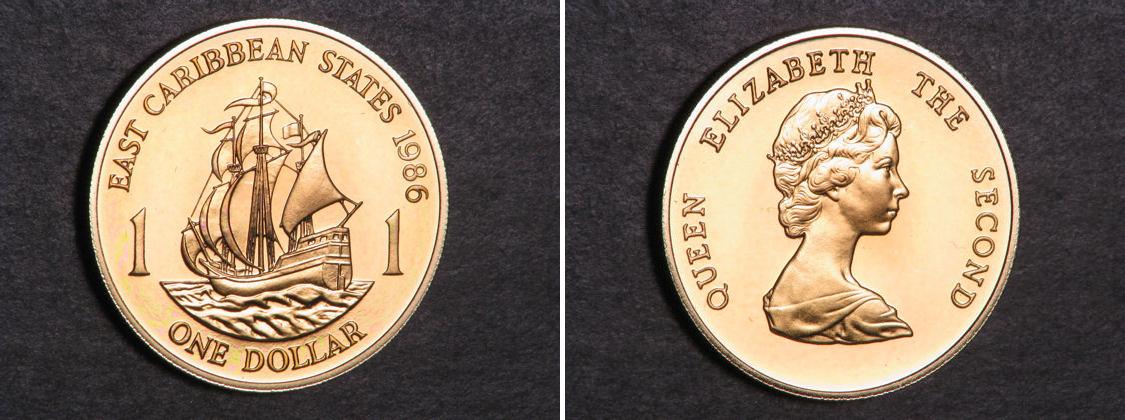 EAST CARIBBEAN STATES 1986
1 1
ONE DOLLAR
QUEEN ELIZABETH THE SECOND